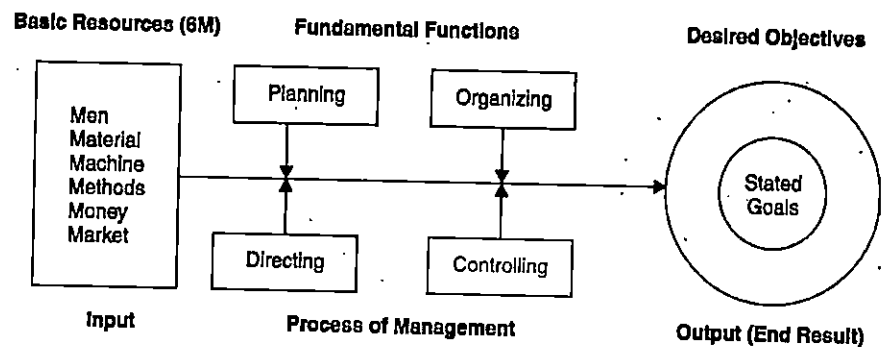 Basic Resources (6M)
Fundamental Functions
Desired Objectives
Planning
Organizing
Men
Material
Machine
Methods
Money
Market
Stated
Goals
Directing
Controlling
Input
Process of Management
Output (End Result)